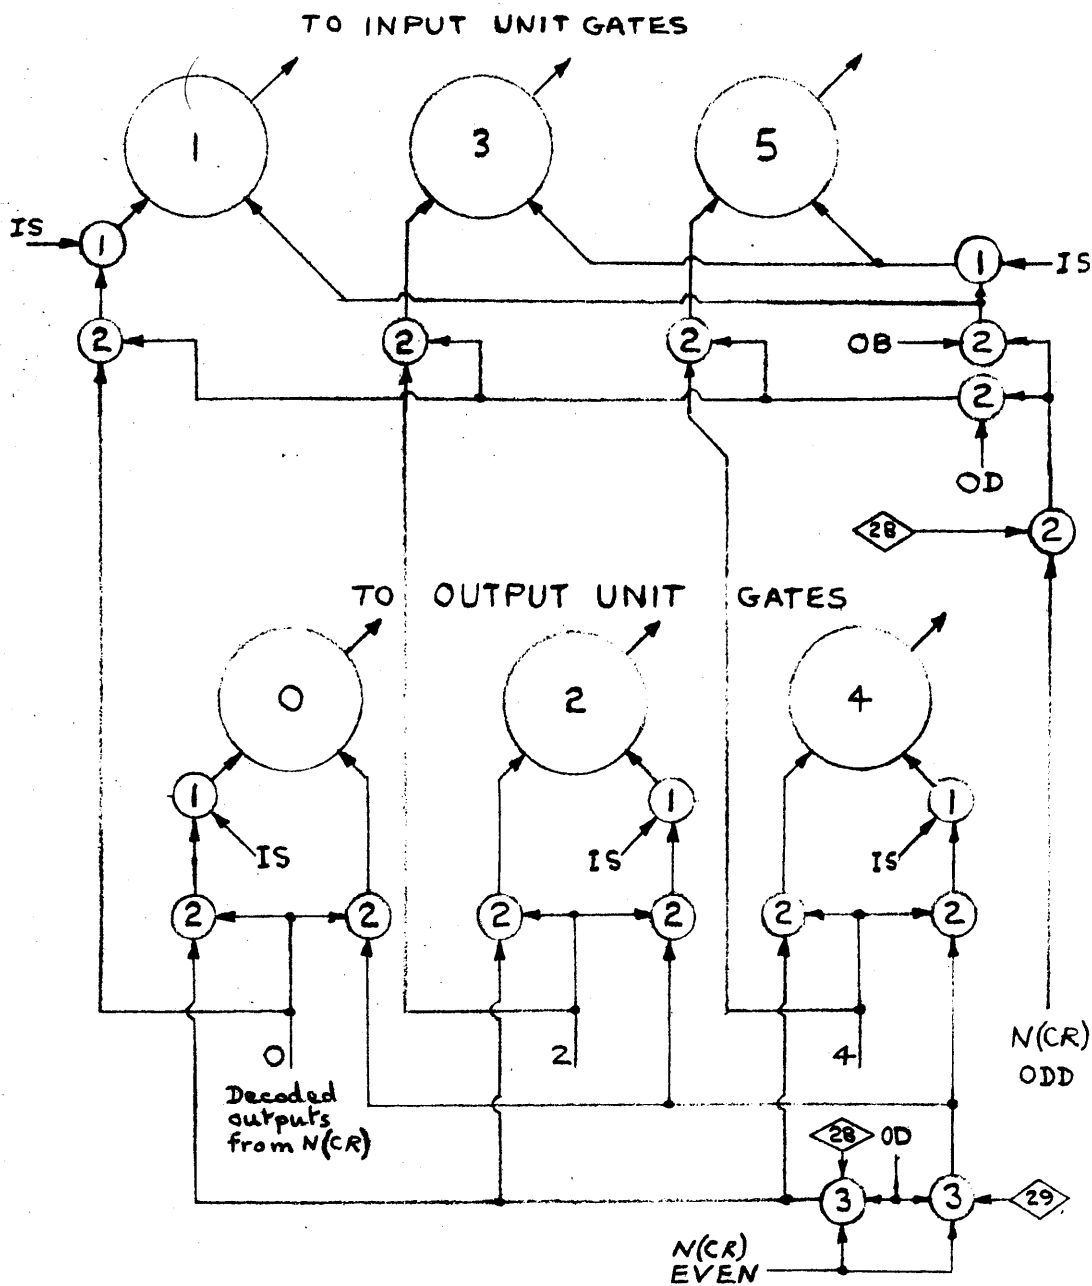 TO INPUT UNIT GATES
1 3 5
IS 1 1 IS
2 2 2 OB 2
2
OD
28 2
TO OUTPUT UNIT GATES
0 2 4
1 1 1
IS IS IS
2 2 2 2 2 2
0 2 4
N(CR)
ODD
Decoded
outputs
from N(CR)
28 OD
3 3 29
N(CR)
EVEN